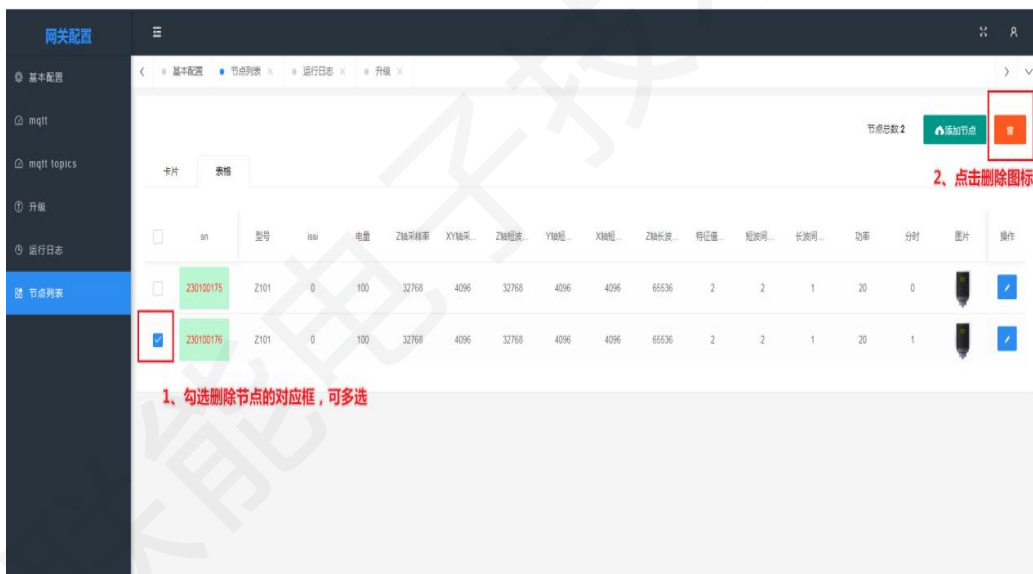 网关配置
基本配置
mqtt
mqtt topics
升级
运行日志
节点列表
基本配置 节点列表 × 运行日志 × 升级 ×
节点总数:2 添加节点
2、点击删除图标
卡片 表格
sn 型号 issi 电量 Z轴采样率 XY轴采... Z轴短波... Y轴短... X轴短... Z轴长波... 特征值... 短波间... 长波间... 功率 分时 图片 操作
230100175 Z101 0 100 32768 4096 32768 4096 4096 65536 2 2 1 20 0
230100176 Z101 0 100 32768 4096 32768 4096 4096 65536 2 2 1 20 1
1、勾选删除节点的对应框，可多选
联能电子技